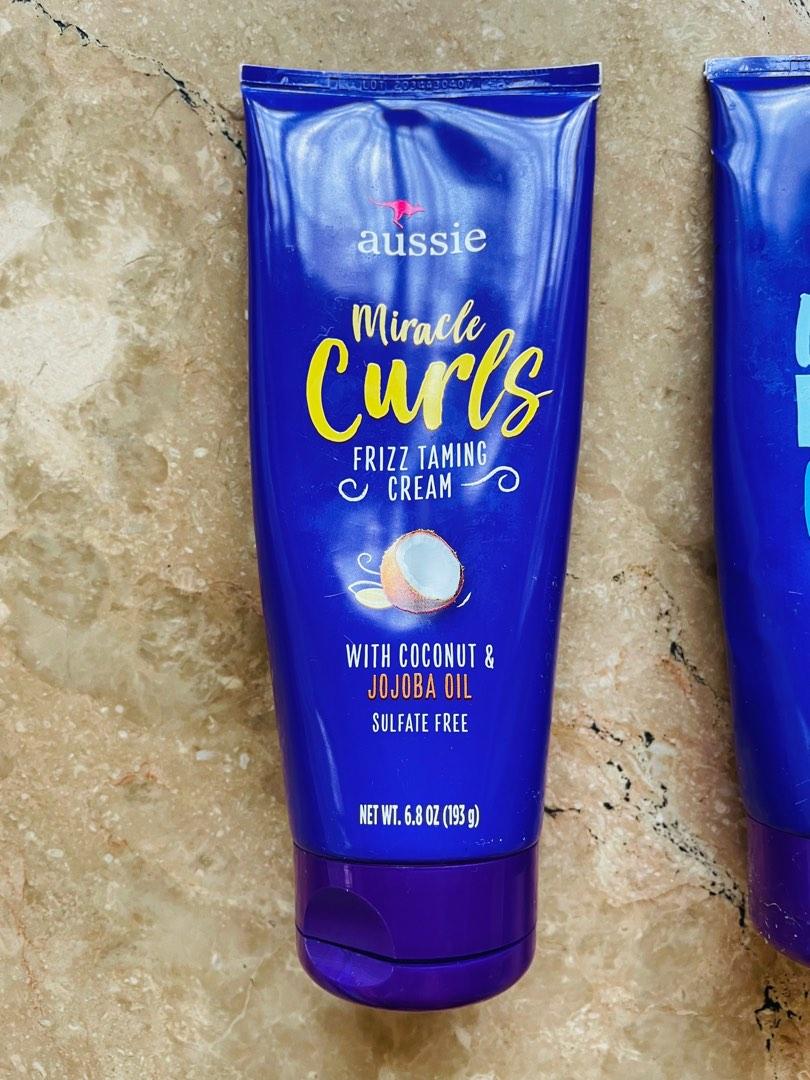 aussie
Miracle
Curls
FRIZZ TAMING
CREAM
WITH COCONUT &
JOJOBA OIL
SULFATE FREE
NET WT. 6.8 OZ (193 g)